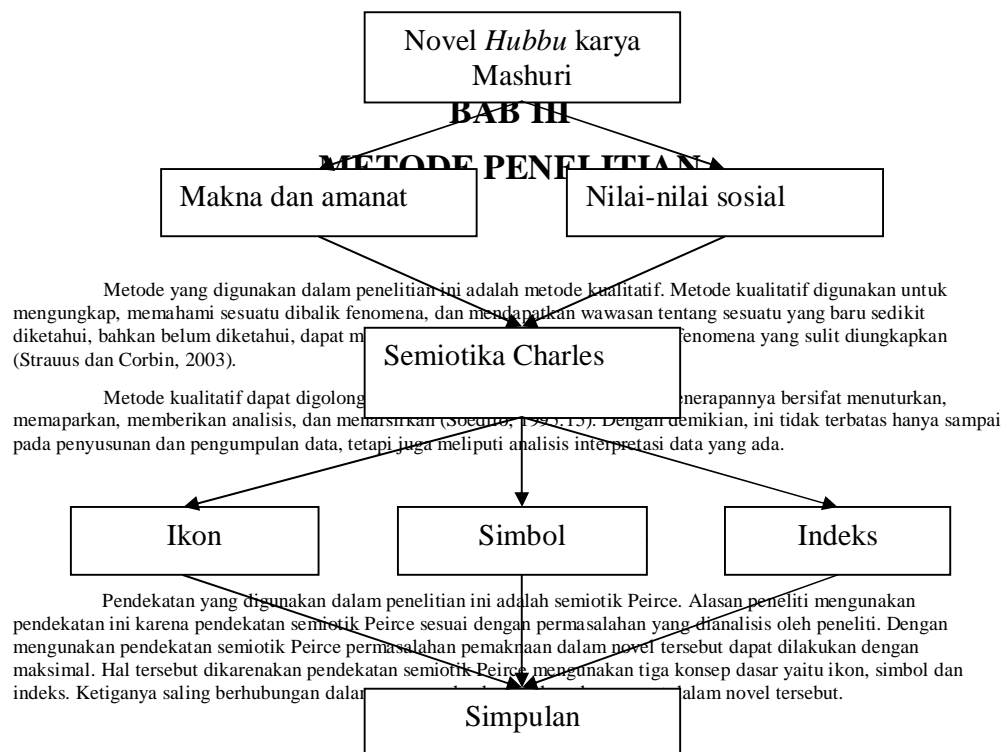 Novel Hubbu karya
Mashuri
BAB III
METODE PENELITIAN
Makna dan amanat
Nilai-nilai sosial
Metode yang digunakan dalam penelitian ini adalah metode kualitatif. Metode kualitatif digunakan untuk
mengungkap, memahami sesuatu dibalik fenomena, dan mendapatkan wawasan tentang sesuatu yang baru sedikit
diketahui, bahkan belum diketahui, dapat fenomena yang sulit diungkapkan
(Strauus dan Corbin, 2003).
Semiotika Charles
Metode kualitatif dapat bersifat menuturkan,
memaparkan, memberikan analisis, dan menafsirkan Dengan demikian, ini tidak terbatas hanya sampai
pada penyusunan dan pengumpulan data, tetapi juga meliputi analisis interpretasi data yang ada.
Ikon
Simbol
Indeks
Pendekatan yang digunakan dalam penelitian ini adalah semiotik Peirce. Alasan peneliti mengunakan
pendekatan ini karena pendekatan semiotik Peirce sesuai dengan permasalahan yang dianalisis oleh peneliti. Dengan
mengunakan pendekatan semiotik Peirce permasalahan pemaknaan dalam novel tersebut dapat dilakukan dengan
maksimal. Hal tersebut dikarenakan pendekatan semiotik Peirce mengunakan tiga konsep dasar yaitu ikon, simbol dan
indeks. Ketiganya saling berhubungan dalam novel tersebut.
Simpulan